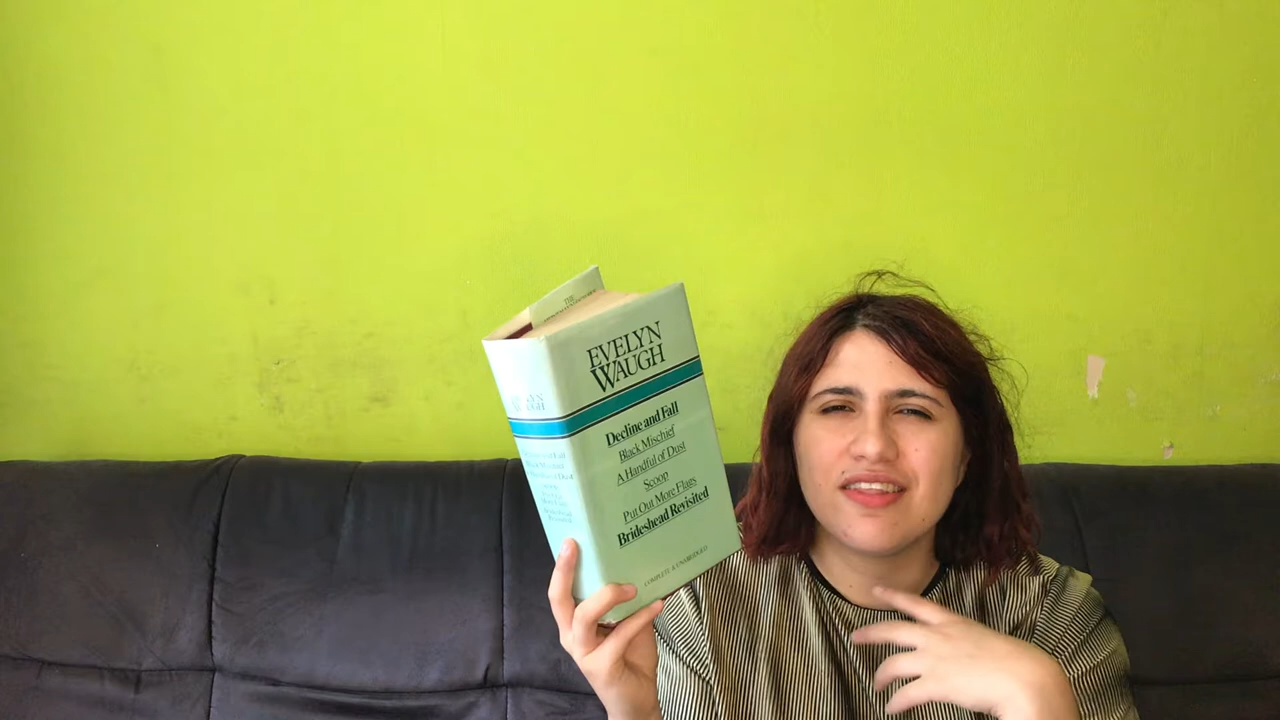 THE
EVELYN
WAUGH
Decline and Fall
Black Mischief
A Handful of Dust
Scoop
Put Out More Flags
Brideshead Revisited
COMPLETE & UNABRIDGED